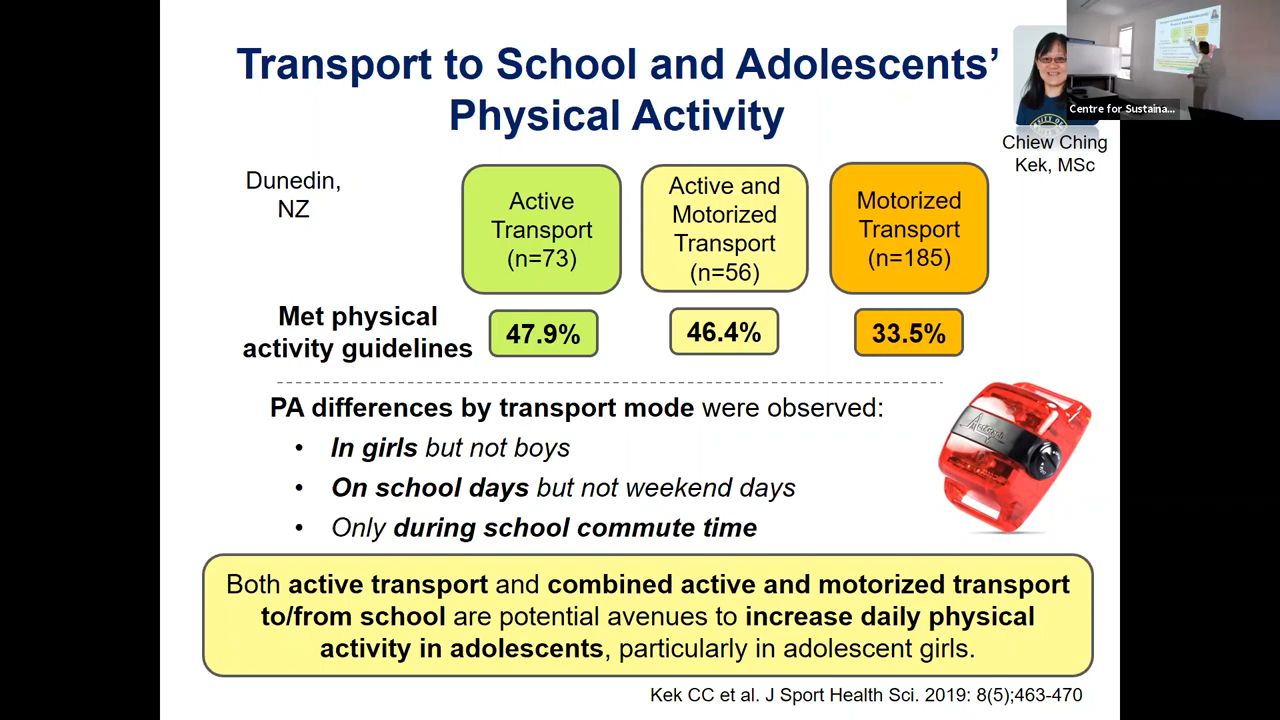 Transport to School and Adolescents'
Physical Activity
Centre for Sustaina...
Chiew Ching
Kek, MSc
Dunedin,
NZ
Active
Transport
(n=73)
Active and
Motorized
Transport
(n=56)
Motorized
Transport
(n=185)
Met physical
activity guidelines
47.9%
46.4%
33.5%
PA differences by transport mode were observed:
• In girls but not boys
• On school days but not weekend days
• Only during school commute time
Both active transport and combined active and motorized transport
to/from school are potential avenues to increase daily physical
activity in adolescents, particularly in adolescent girls.
Kek CC et al. J Sport Health Sci. 2019: 8(5);463-470